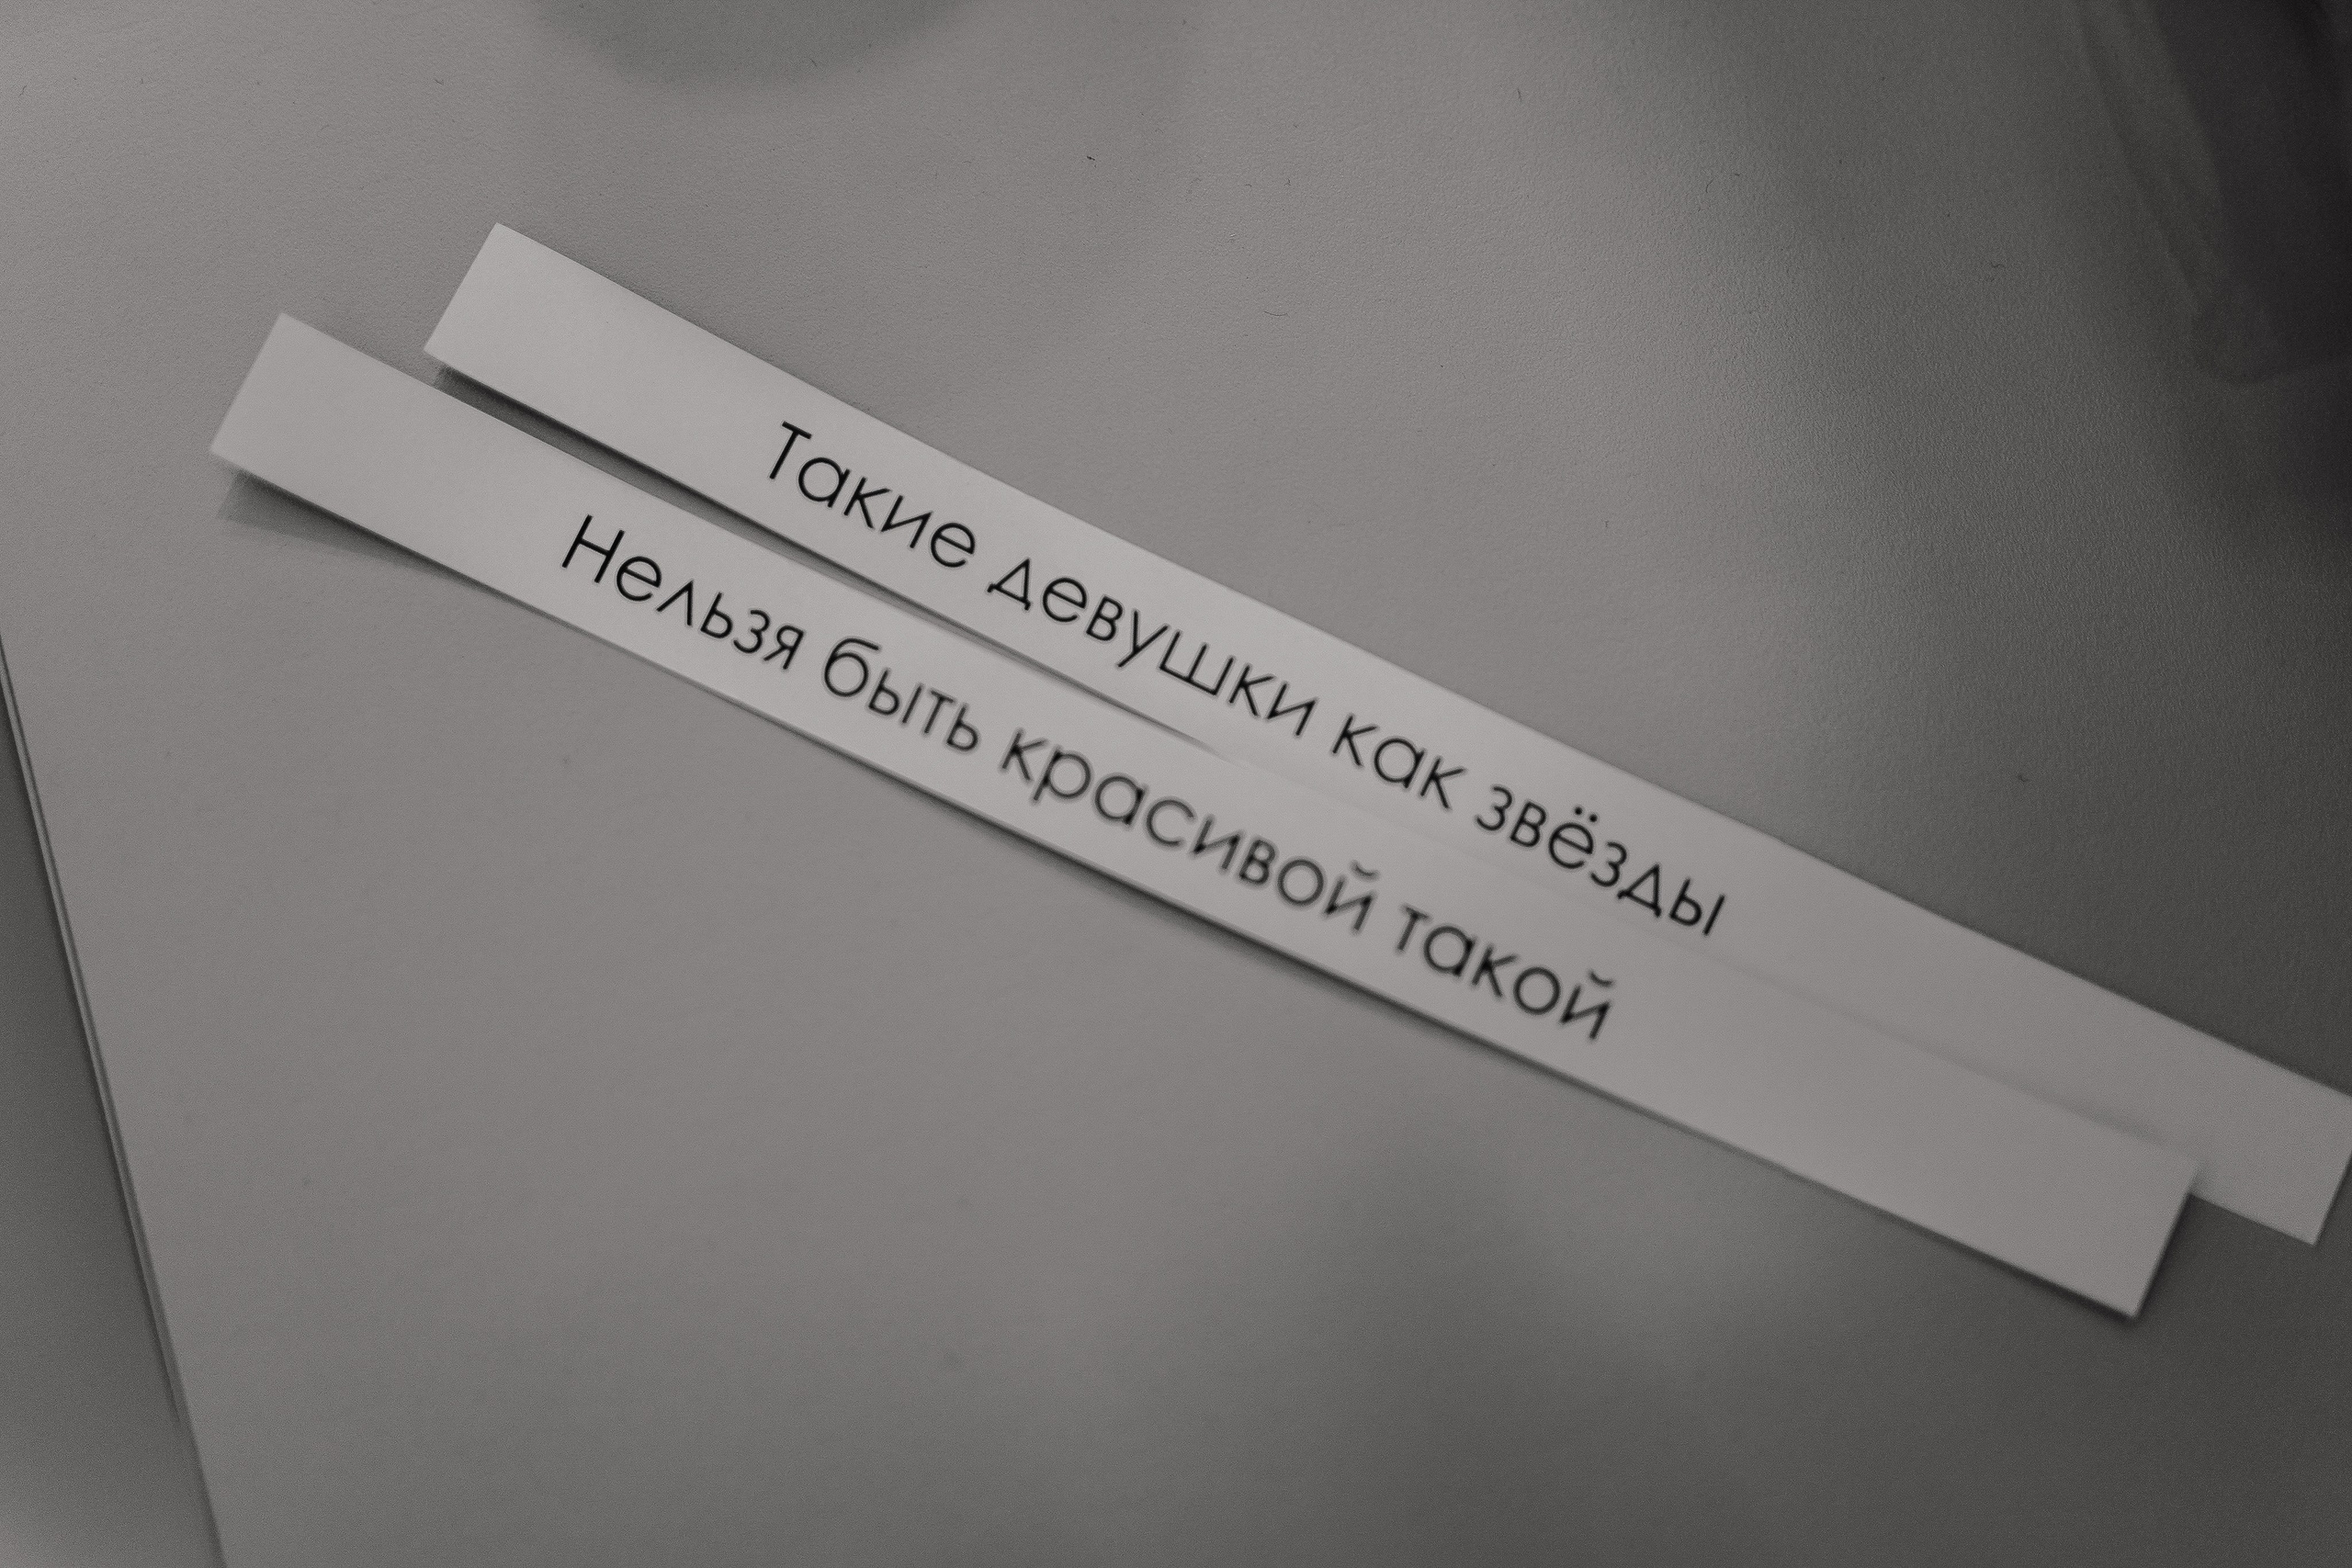 Такие девушки как звёзды
Нельзя быть красивой такой